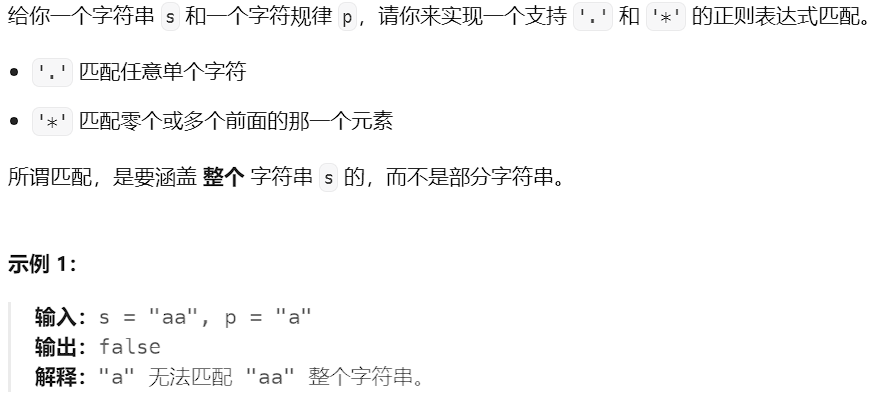 给你一个字符串 s 和一个字符规律 p，请你来实现一个支持 '.' 和 '*' 的正则表达式匹配。
• '.' 匹配任意单个字符
• '*' 匹配零个或多个前面的那一个元素
所谓匹配，是要涵盖 整个 字符串 s 的，而不是部分字符串。
示例 1：
输入：s = "aa", p = "a"
输出：false
解释："a" 无法匹配 "aa" 整个字符串。